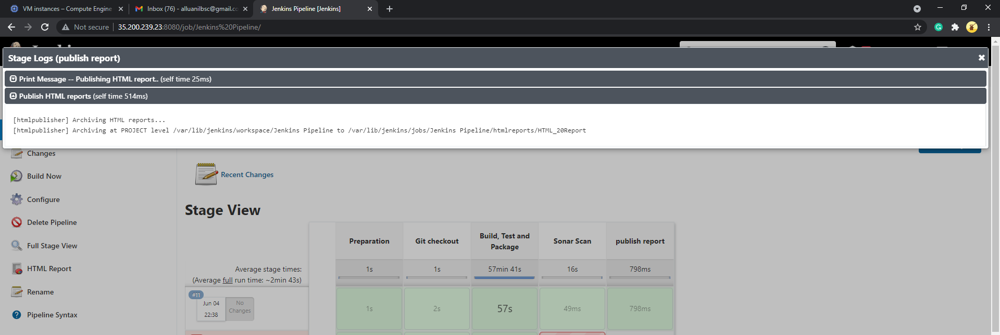 VM instances – Compute Engine
Inbox (76) - alluanilbsc@gmail.co
Jenkins Pipeline [Jenkins]
Not secure
35.200.239.23:8080/job/Jenkins%20Pipeline/
Stage Logs (publish report)
Print Message -- Publishing HTML report.. (self time 25ms)
Publish HTML reports (self time 514ms)
[htmlpublisher] Archiving HTML reports...
[htmlpublisher] Archiving at PROJECT level /var/lib/jenkins/workspace/Jenkins Pipeline to /var/lib/jenkins/jobs/Jenkins Pipeline/htmlreports/HTML_20Report
Changes
Build Now
Configure
Delete Pipeline
Full Stage View
HTML Report
Rename
Pipeline Syntax
Recent Changes
Stage View
Preparation
Git checkout
Build, Test and
Package
Sonar Scan
publish report
Average stage times:
(Average full run time: ~2min 43s)
1s
1s
57min 41s
16s
798ms
#11
Jun 04
22:38
No
Changes
1s
2s
57s
49ms
798ms